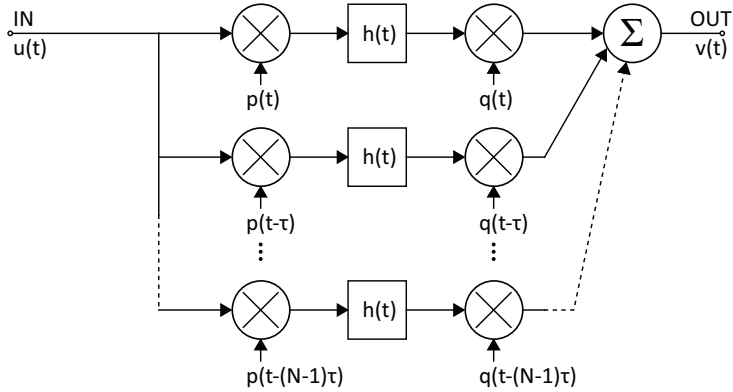 IN
u(t)
h(t)
p(t)
q(t)
Σ
OUT
v(t)
h(t)
p(t-τ)
q(t-τ)
h(t)
p(t-(N-1)τ)
q(t-(N-1)τ)